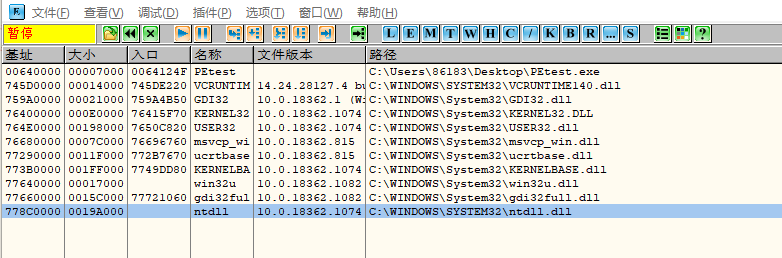 文件(F) 查看(V) 调试(D) 插件(P) 选项(T) 窗口(W) 帮助(H)
暂停 L E M T W H C / K B R ... S ?
基址 大小 入口 名称 文件版本 路径
00640000 00007000 0064124F PEtest C:\Users\86183\Desktop\PEtest.exe
745D0000 00014000 745DE220 VCRUNTIM 14.24.28127.4 bu C:\WINDOWS\SYSTEM32\VCRUNTIME140.dll
759A0000 00021000 759A4B50 GDI32 10.0.18362.1 (Wi C:\WINDOWS\System32\GDI32.dll
76400000 000E0000 76415F70 KERNEL32 10.0.18362.1074 C:\WINDOWS\System32\KERNEL32.DLL
764E0000 00198000 7650C820 USER32 10.0.18362.1074 C:\WINDOWS\System32\USER32.dll
76680000 0007C000 76696760 msvcp_wi 10.0.18362.815 C:\WINDOWS\System32\msvcp_win.dll
77290000 0011F000 772B7670 ucrtbase 10.0.18362.815 C:\WINDOWS\System32\ucrtbase.dll
773B0000 001FF000 7749DD80 KERNELBA 10.0.18362.1074 C:\WINDOWS\System32\KERNELBASE.dll
77640000 00017000 win32u 10.0.18362.1082 C:\WINDOWS\System32\win32u.dll
77660000 0015C000 77721060 gdi32ful 10.0.18362.1082 C:\WINDOWS\System32\gdi32full.dll
778C0000 0019A000 ntdll 10.0.18362.1074 C:\WINDOWS\SYSTEM32\ntdll.dll